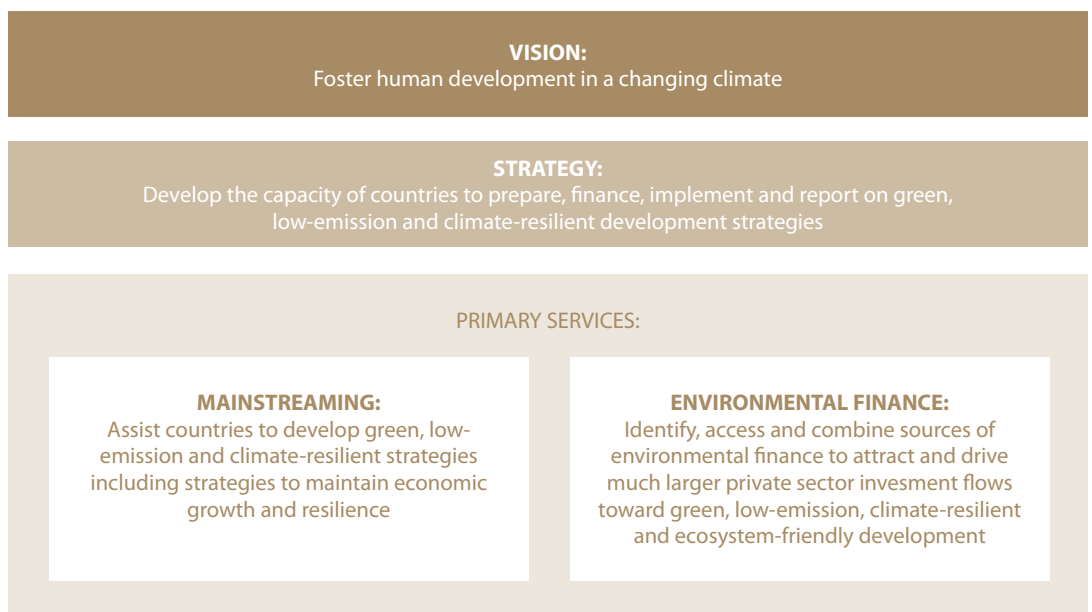 VISION:
Foster human development in a changing climate
STRATEGY:
Develop the capacity of countries to prepare, finance, implement and report on green,
low-emission and climate-resilient development strategies
PRIMARY SERVICES:
MAINSTREAMING:
Assist countries to develop green, low-
emission and climate-resilient strategies
including strategies to maintain economic
growth and resilience
ENVIRONMENTAL FINANCE:
Identify, access and combine sources of
environmental finance to attract and drive
much larger private sector invesment flows
toward green, low-emission, climate-resilient
and ecosystem-friendly development